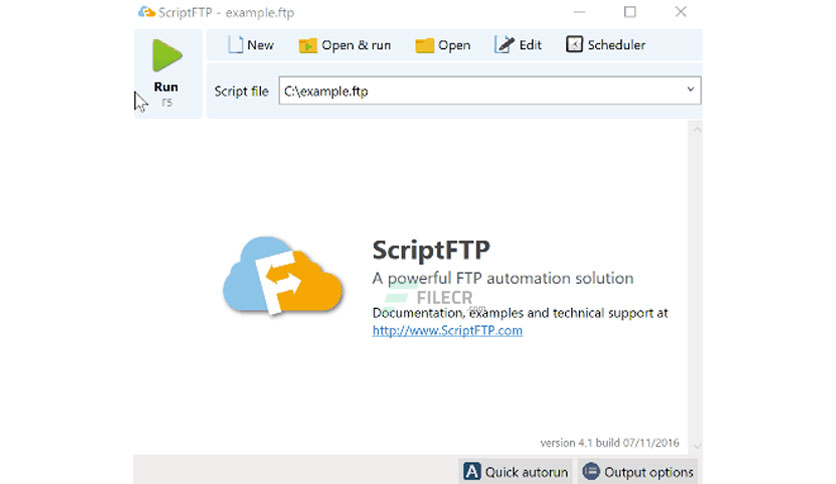 ScriptFTP - example.ftp
New Open & run Open Edit Scheduler
Run
F5
Script file C:\example.ftp
ScriptFTP
A powerful FTP automation solution
FILECR
.com
Documentation, examples and technical support at
http://www.ScriptFTP.com
version 4.1 build 07/11/2016
A Quick autorun Output options